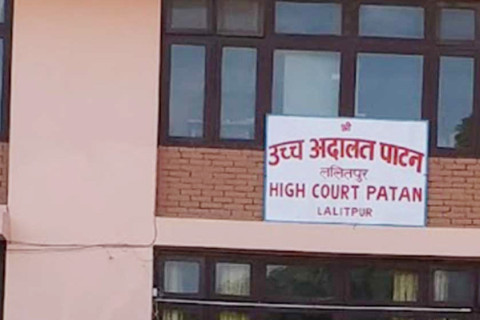 श्री
उच्च अदालत पाटन
ललितपुर
HIGH COURT PATAN
LALITPUR